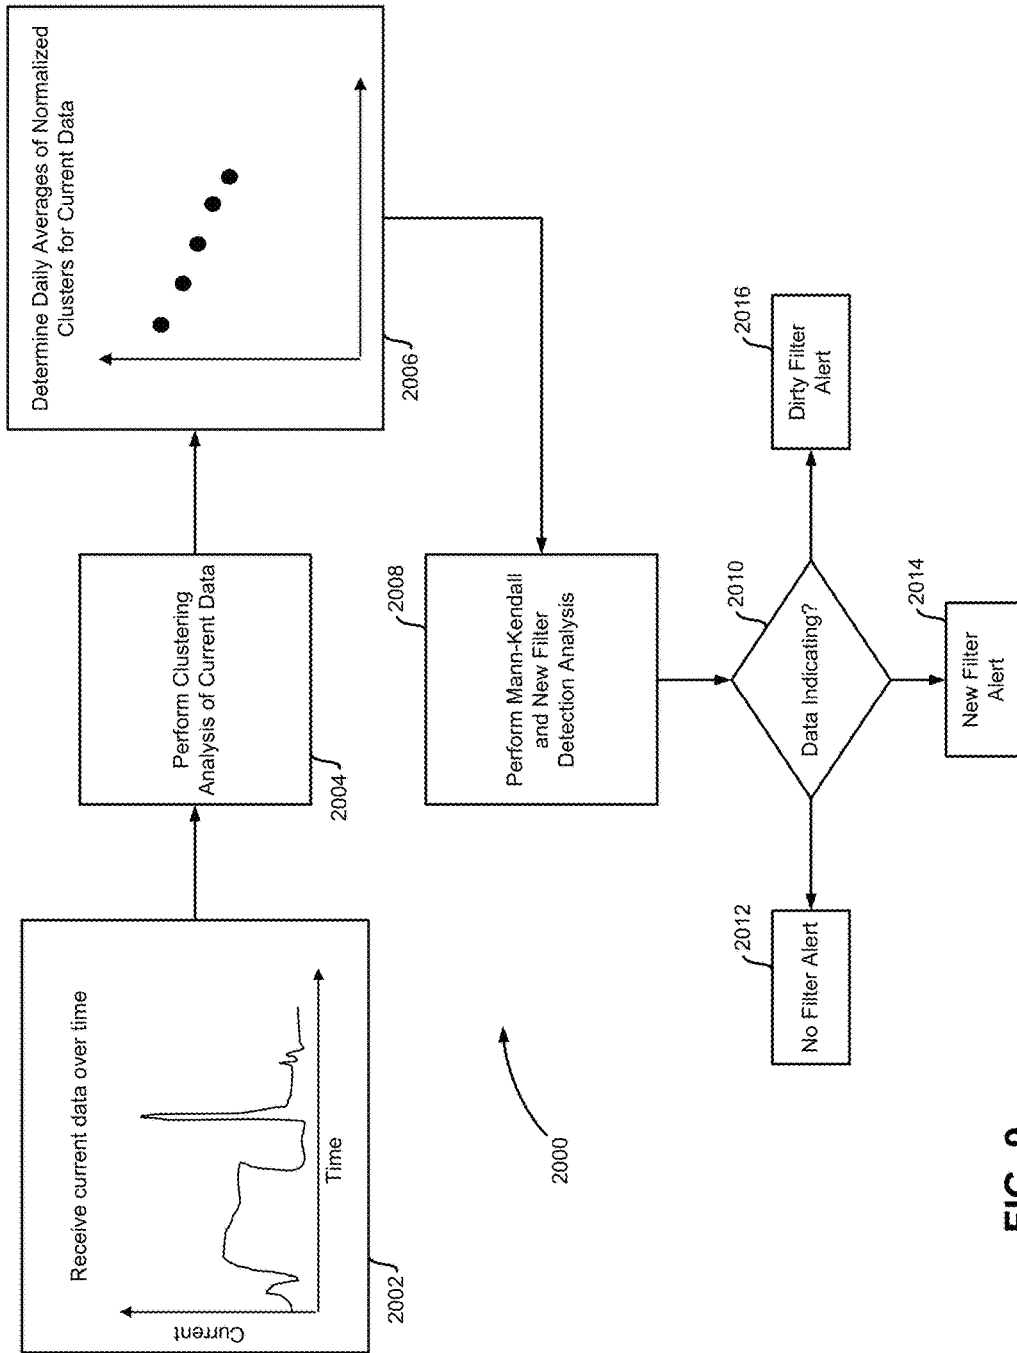 Receive current data over time
Current
Time
2002
Perform Clustering
Analysis of Current Data
2004
Determine Daily Averages of Normalized
Clusters for Current Data
2006
2000
2008
Perform Mann-Kendall
and New Filter
Detection Analysis
2010
Data Indicating?
2012
No Filter Alert
2014
New Filter
Alert
2016
Dirty Filter
Alert
FIG.